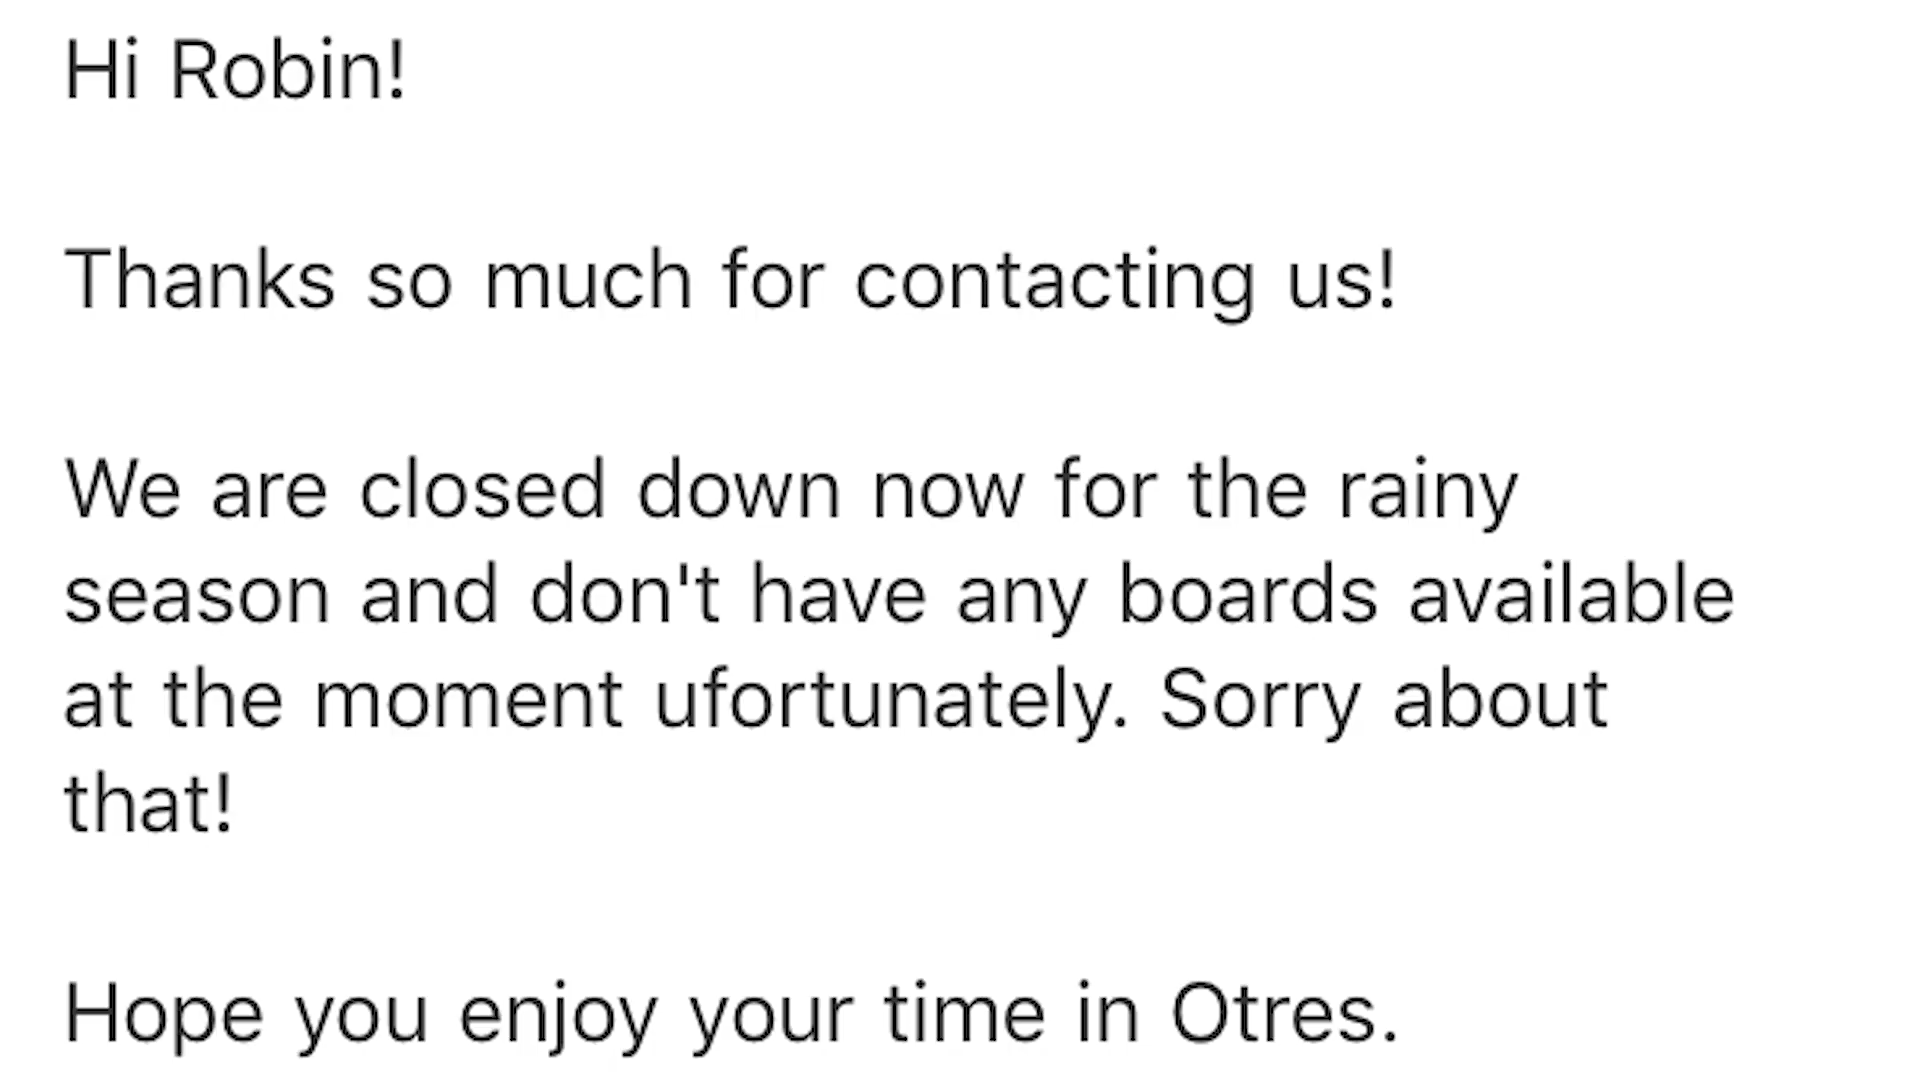 Hi Robin!
Thanks so much for contacting us!
We are closed down now for the rainy
season and don't have any boards available
at the moment ufortunately. Sorry about
that!
Hope you enjoy your time in Otres.